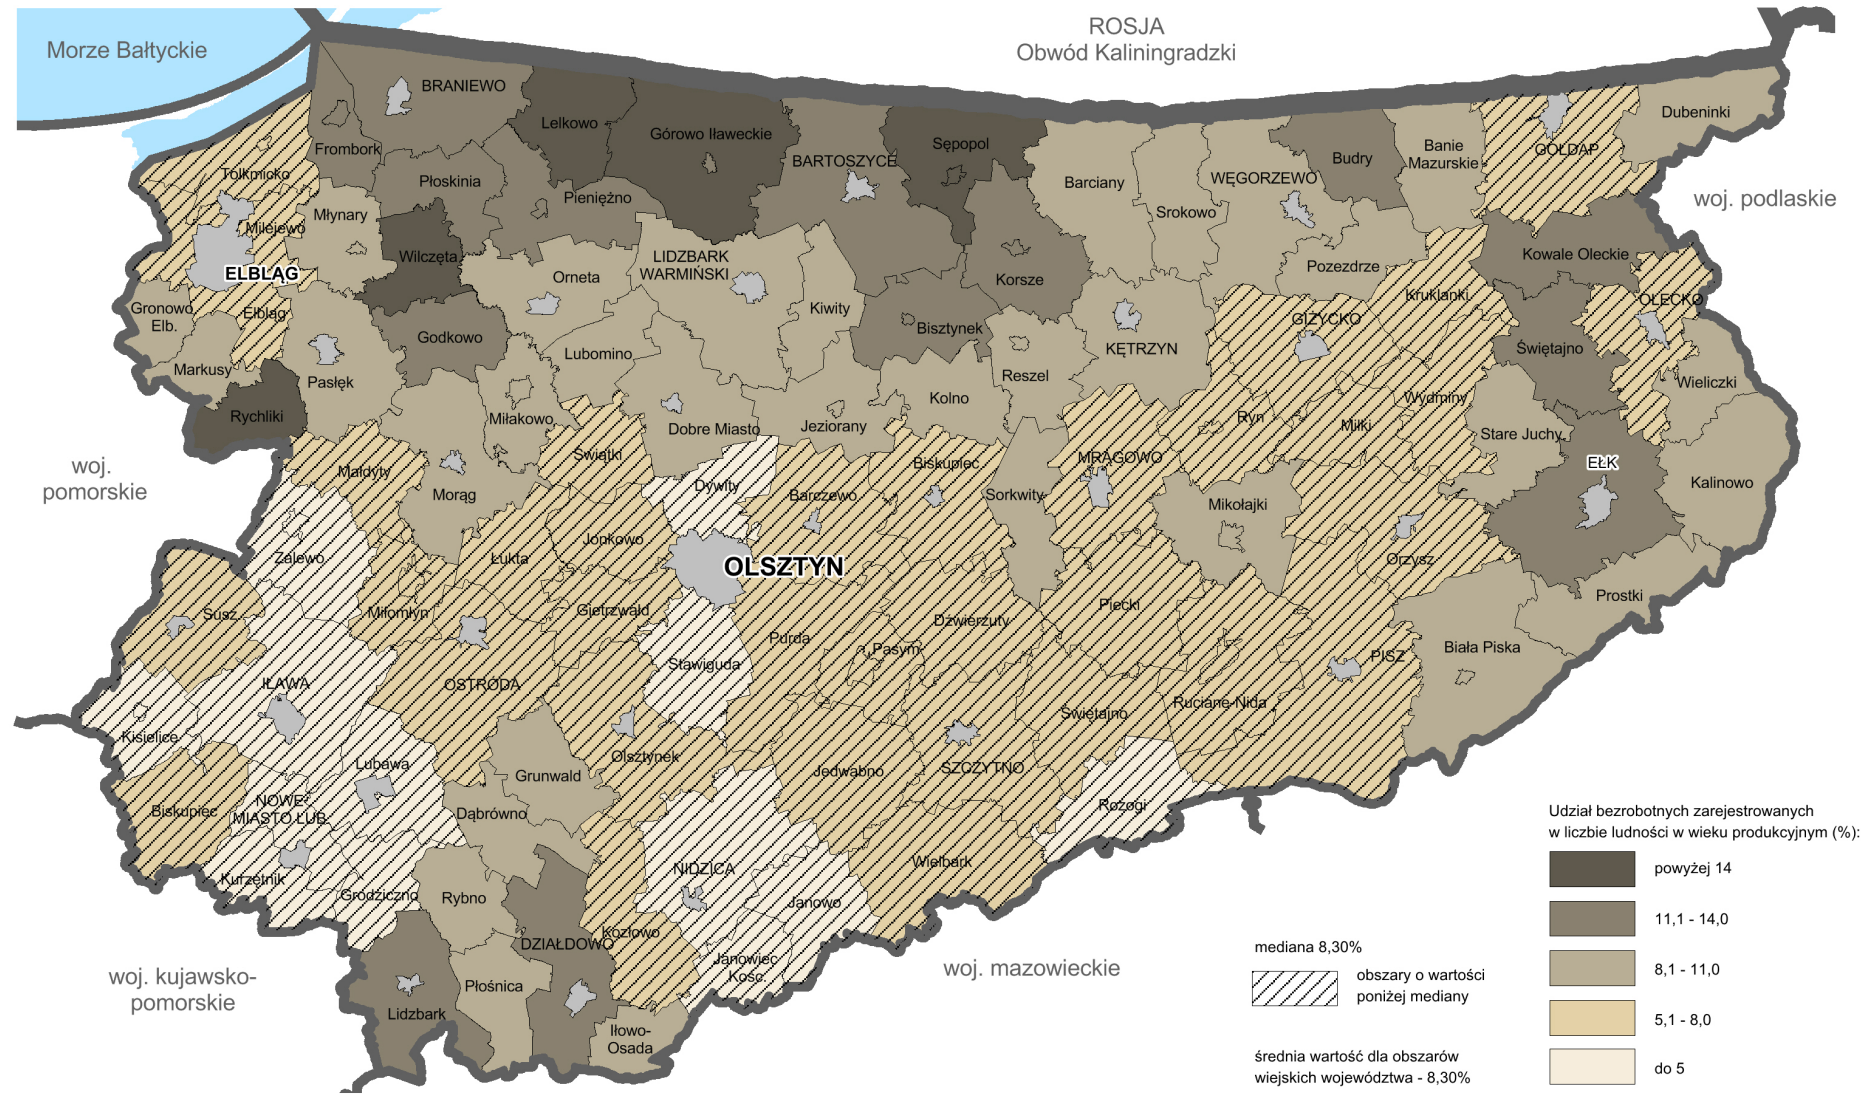 Morze Bałtyckie
ROSJA
Obwód Kaliningradzki
BRANIEWO
Lelkowo
Górowo Iławeckie
Sępopol
Frombork
BARTOSZYCE
Budry
Banie
Mazurskie
GOŁDAP
Dubeninki
Tolkmicko
Płoskinia
Pieniężno
Barciany
WĘGORZEWO
Srokowo
woj. podlaskie
Młynary
Milejewo
Wilczęta
ELBLĄG
LIDZBARK
WARMIŃSKI
Orneta
Korsze
Pozezdrze
Kowale Oleckie
Kruklanki
OLECKO
Gronowo
Elb.
Elbląg
Kiwity
Bisztynek
GIŻYCKO
Godkowo
Lubomino
KĘTRZYN
Świętajno
Markusy
Pasłęk
Reszel
Wieliczki
Rychliki
Miłakowo
Dobre Miasto
Jeziorany
Kolno
Ryn
Miłki
Wydminy
Stare Juchy
EŁK
woj.
pomorskie
Małdyty
Świątki
Biskupiec
MRĄGOWO
Morąg
Dywity
Barczewo
Sorkwity
Mikołajki
Kalinowo
Zalewo
Łukta
Jonkowo
OLSZTYN
Orzysz
Susz
Miłomłyn
Gietrzwałd
Purda
Dźwierzuty
Piecki
Prostki
Pasym
PISZ
Biała Piska
IŁAWA
OSTRÓDA
Stawiguda
Świętajno
Ruciane-Nida
Kisielice
Lubawa
Grunwald
Olsztynek
Jedwabno
SZCZYTNO
Biskupiec
NOWE
MIASTO LUB.
Dąbrówno
Rozogi
Kurzętnik
Grodziczno
Rybno
NIDZICA
Janowo
Wielbark
DZIAŁDOWO
Kozłowo
Janowiec
Kośc.
woj. kujawsko-
pomorskie
Lidzbark
Płośnica
Iłowo-
Osada
woj. mazowieckie
mediana 8,30%
obszary o wartości
poniżej mediany
średnia wartość dla obszarów
wiejskich województwa - 8,30%
Udział bezrobotnych zarejestrowanych
w liczbie ludności w wieku produkcyjnym (%):
powyżej 14
11,1 - 14,0
8,1 - 11,0
5,1 - 8,0
do 5